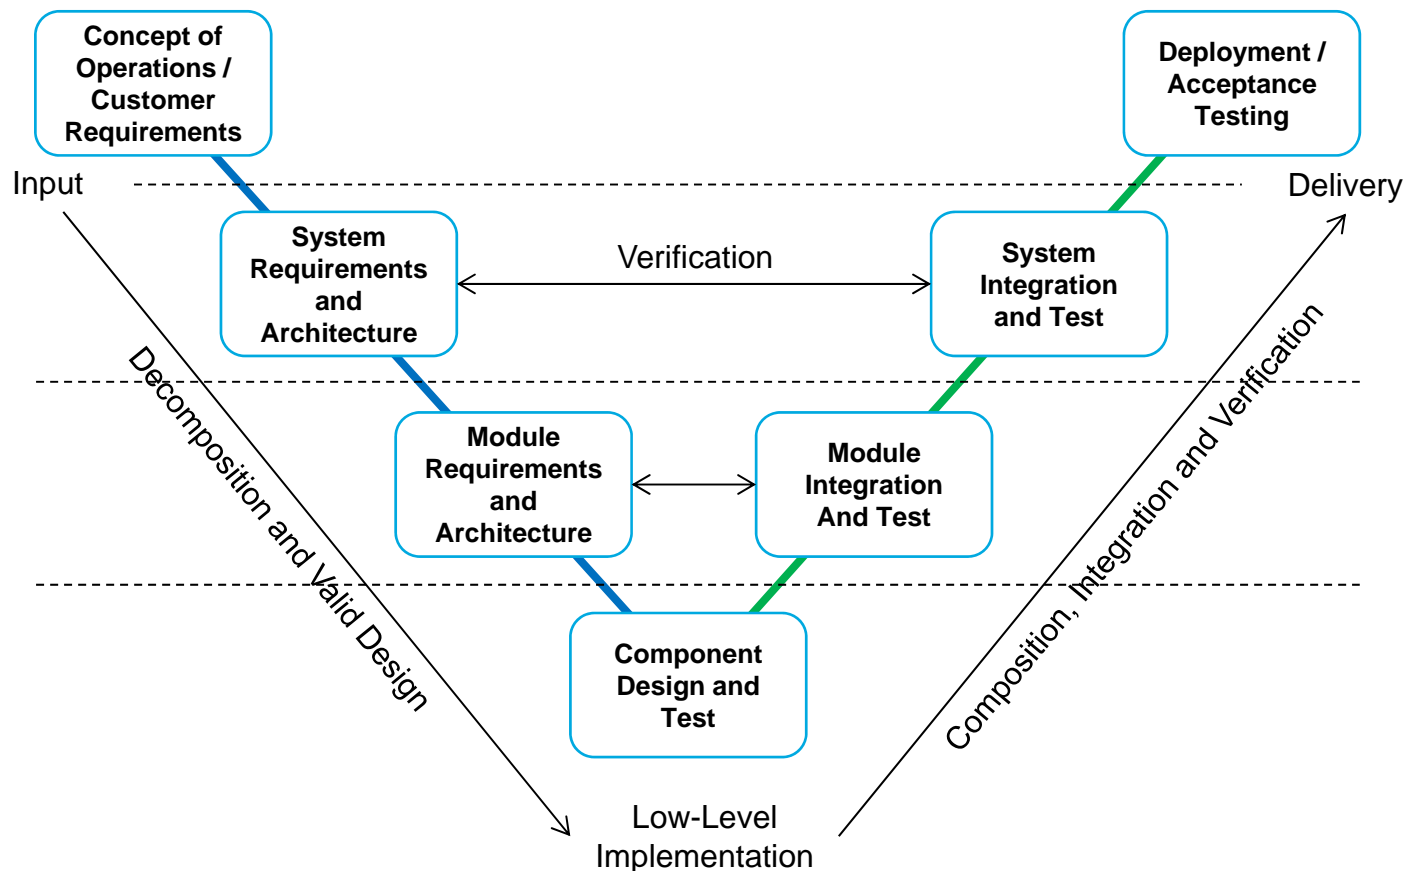 Concept of
Operations /
Customer
Requirements
Deployment /
Acceptance
Testing
Input
Delivery
System
Requirements
and
Architecture
Verification
System
Integration
and Test
Decomposition and Valid Design
Composition, Integration and Verification
Module
Requirements
and
Architecture
Module
Integration
And Test
Component
Design and
Test
Low-Level
Implementation